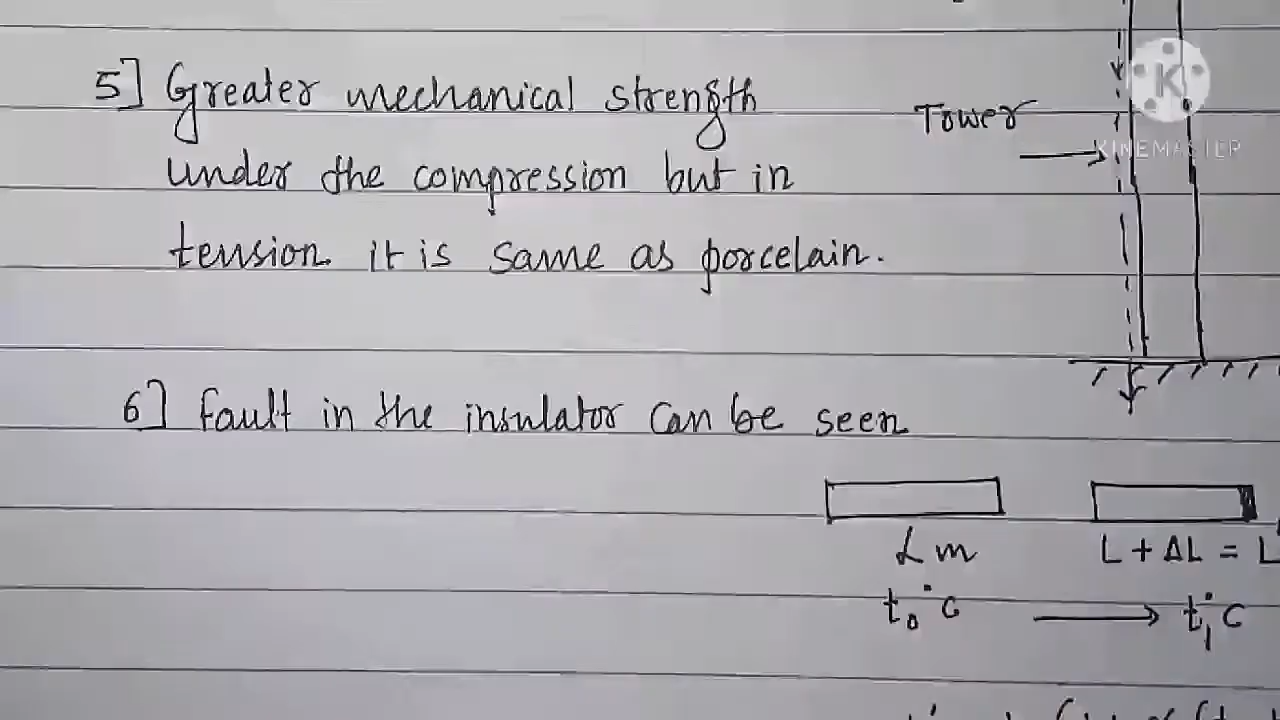 5] Greater mechanical strength
under the compression but in
tension it is same as porcelain.
Tower
KINEMASTER
6] Fault in the insulator can be seen
L m
L + ΔL = L
t₀°C → t₁°C